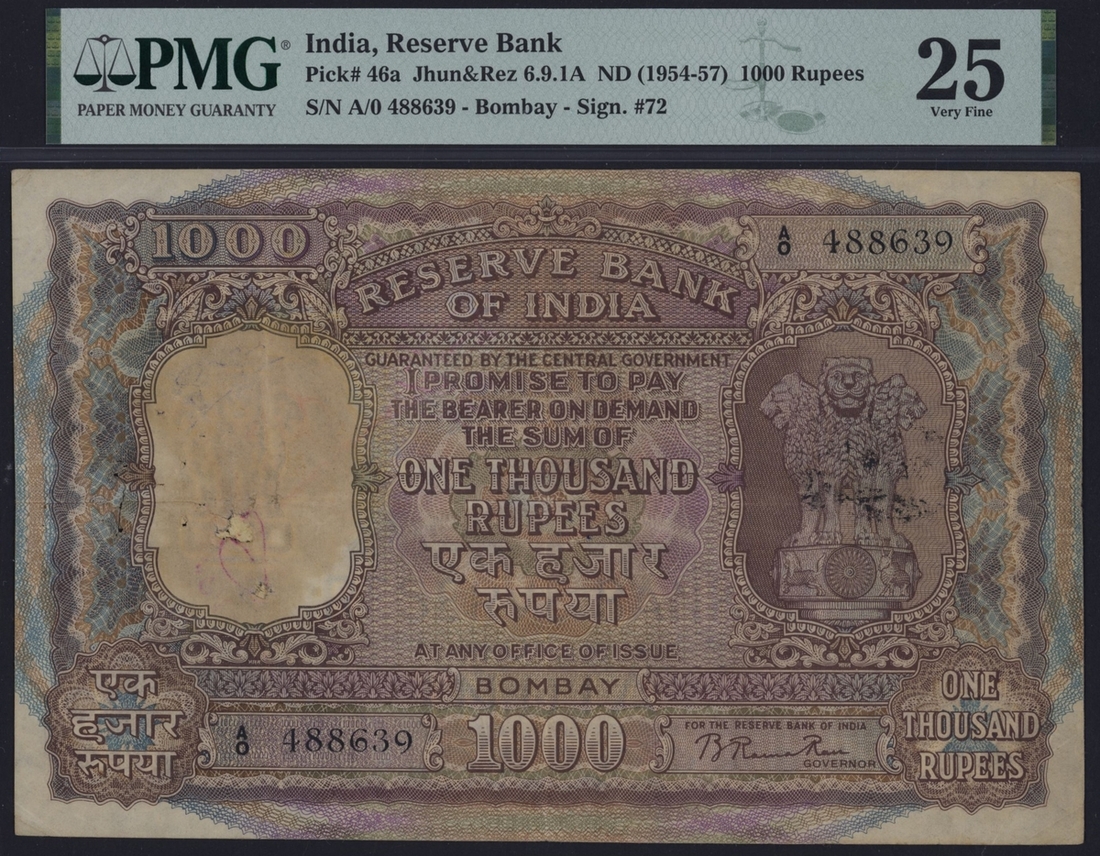 PMG®
PAPER MONEY GUARANTY
India, Reserve Bank
Pick# 46a Jhun&Rez 6.9.1A ND (1954-57) 1000 Rupees
S/N A/0 488639 - Bombay - Sign. #72
25
Very Fine
1000
A/0 488639
RESERVE BANK
OF INDIA
GUARANTEED BY THE CENTRAL GOVERNMENT
I PROMISE TO PAY
THE BEARER ON DEMAND
THE SUM OF
ONE THOUSAND
RUPEES
एक हज़ार
रुपया
AT ANY OFFICE OF ISSUE
BOMBAY
एक
हज़ार
रुपया
A/0 488639
1000
FOR THE RESERVE BANK OF INDIA
B. Rama Rau
GOVERNOR
ONE
THOUSAND
RUPEES